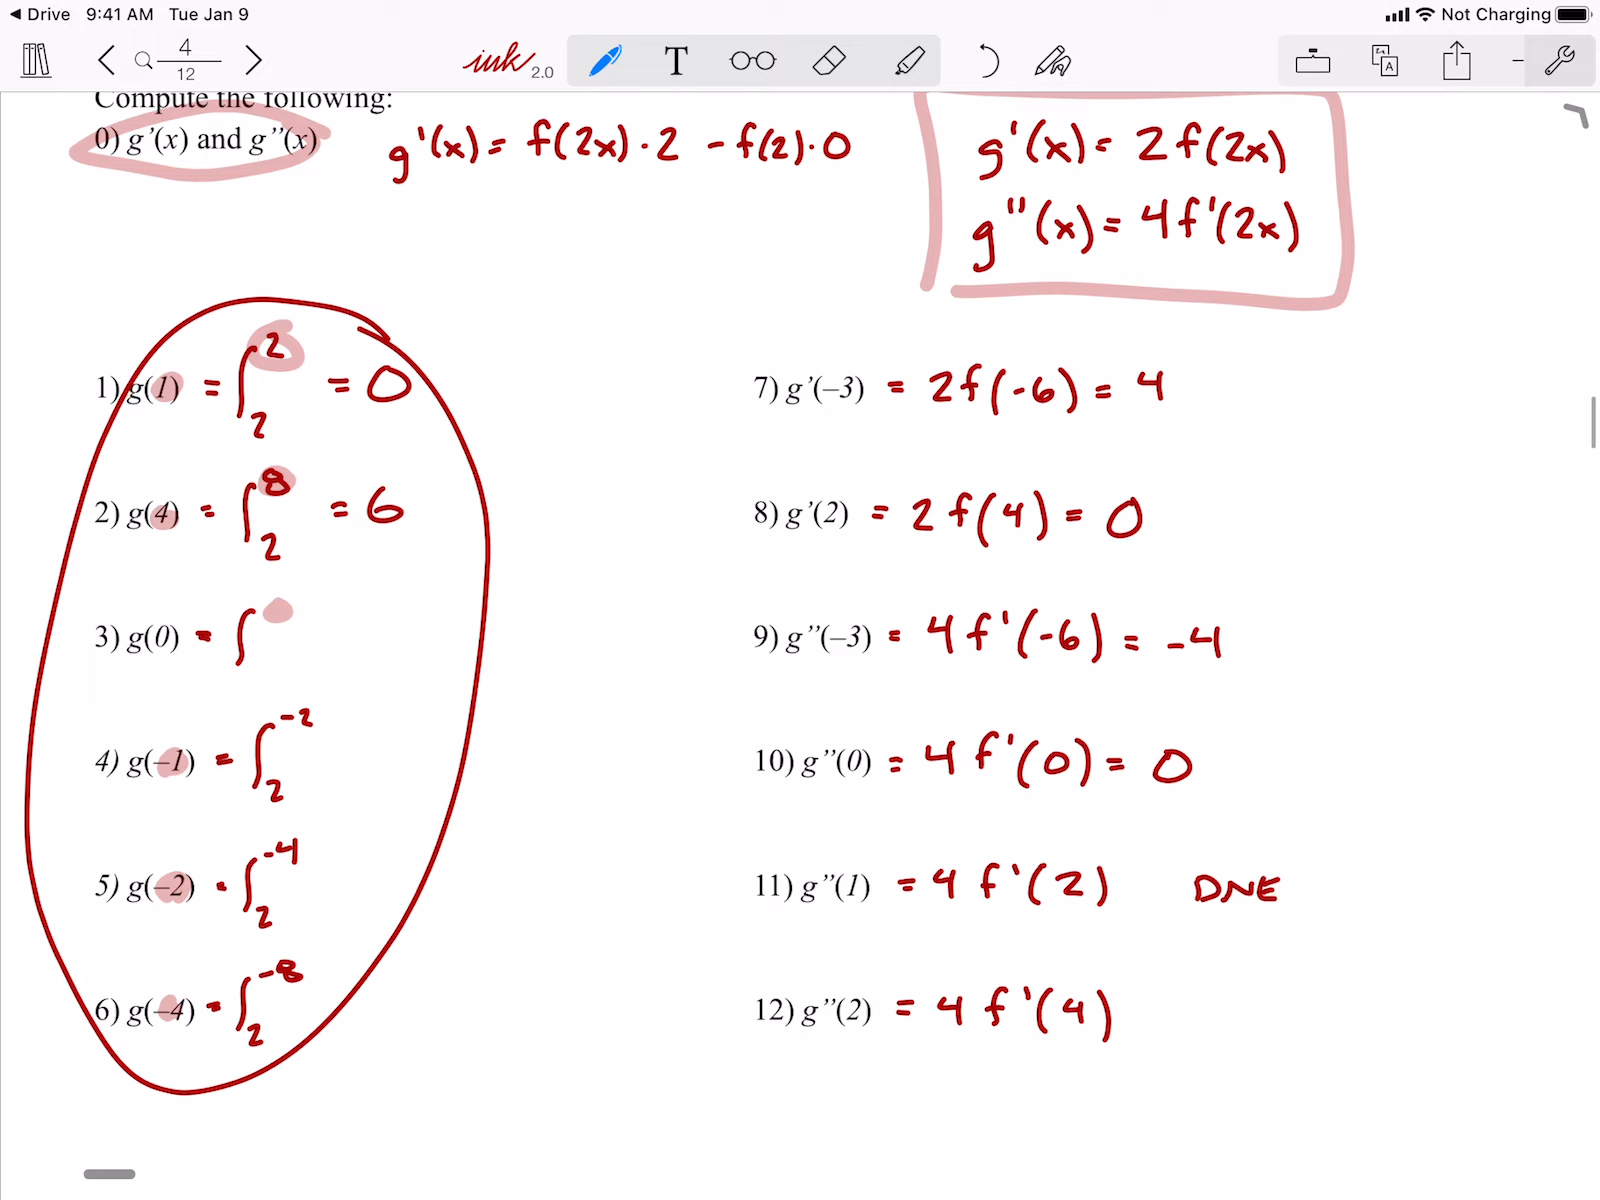 Drive 9:41 AM Tue Jan 9 Not Charging
4
12
ink 2.0 T
Compute the following:
0) g’(x) and g”(x) g'(x) = f(2x)·2 - f(2)·0
g'(x) = 2f(2x)
g"(x) = 4f'(2x)
1) g(1) = ∫₂² = 0
2) g(4) = ∫₂⁸ = 6
3) g(0) = ∫
4) g(–1) = ∫₂⁻²
5) g(–2) = ∫₂⁻⁴
6) g(–4) = ∫₂⁻⁸
7) g’(–3) = 2f(-6) = 4
8) g’(2) = 2f(4) = 0
9) g”(–3) = 4f'(-6) = -4
10) g”(0) = 4f'(0) = 0
11) g”(1) = 4f'(2) DNE
12) g”(2) = 4f'(4)